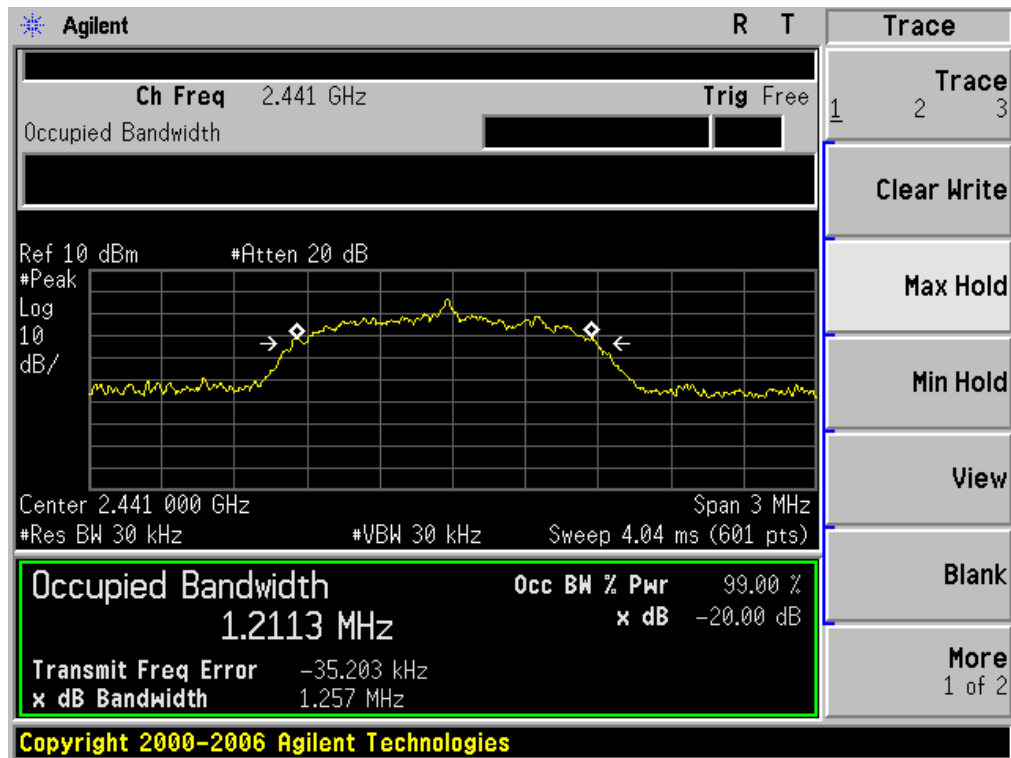 Agilent R T Trace
Ch Freq 2.441 GHz Trig Free
Occupied Bandwidth
Trace
1 2 3
Clear Write
Max Hold
Min Hold
View
Blank
More
1 of 2
Ref 10 dBm #Atten 20 dB
#Peak
Log
10
dB/
Center 2.441 000 GHz Span 3 MHz
#Res BW 30 kHz #VBW 30 kHz Sweep 4.04 ms (601 pts)
Occupied Bandwidth Occ BW % Pwr 99.00 %
1.2113 MHz x dB -20.00 dB
Transmit Freq Error -35.203 kHz
x dB Bandwidth 1.257 MHz
Copyright 2000-2006 Agilent Technologies